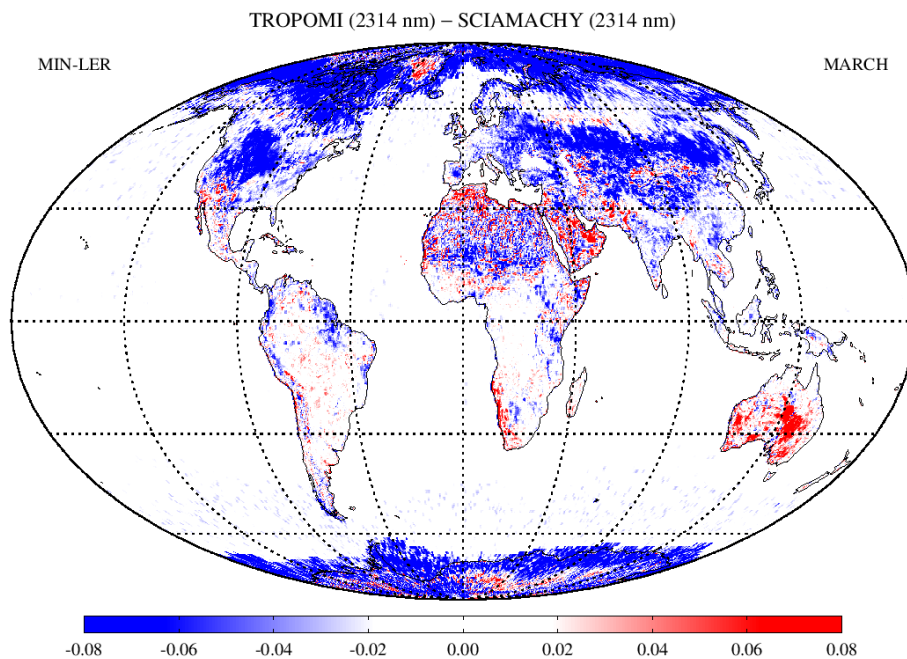 TROPOMI (2314 nm) – SCIAMACHY (2314 nm)
MIN-LER MARCH
-0.08 -0.06 -0.04 -0.02 0.00 0.02 0.04 0.06 0.08